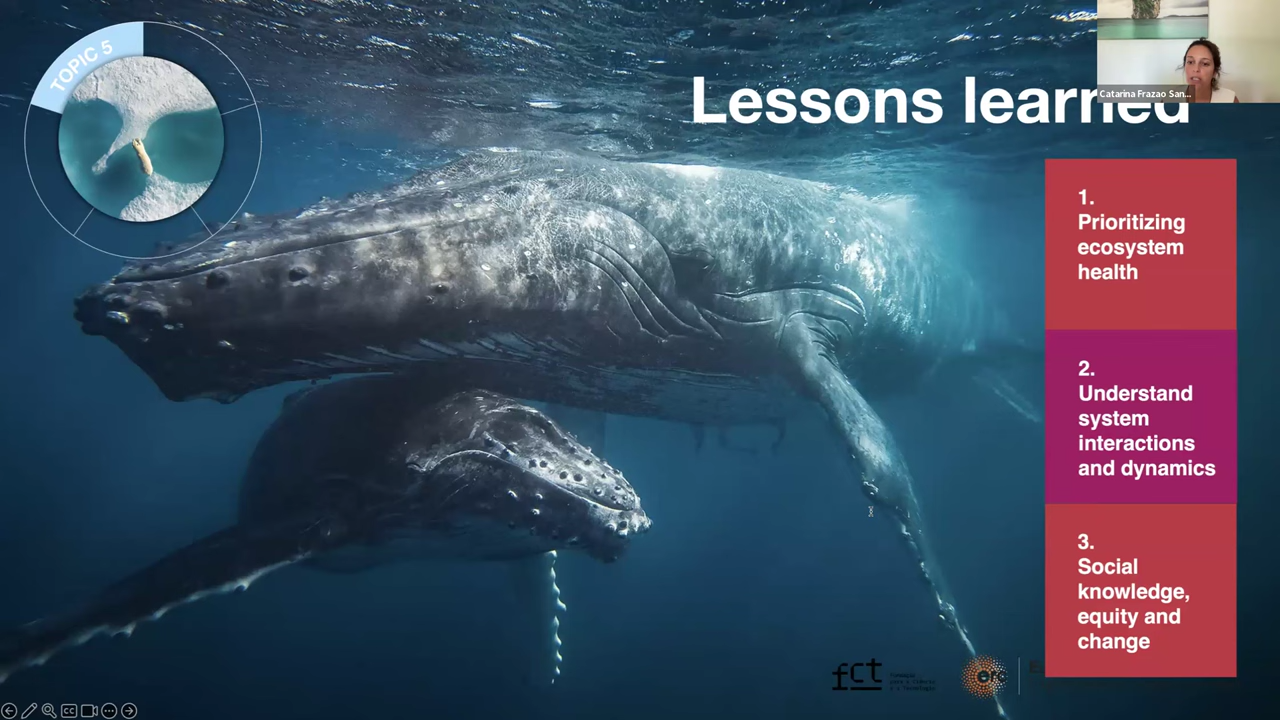 TOPIC 5
Catarina Frazao San...
Lessons learned
1.
Prioritizing
ecosystem
health
2.
Understand
system
interactions
and dynamics
3.
Social
knowledge,
equity and
change
fct
erc
CC